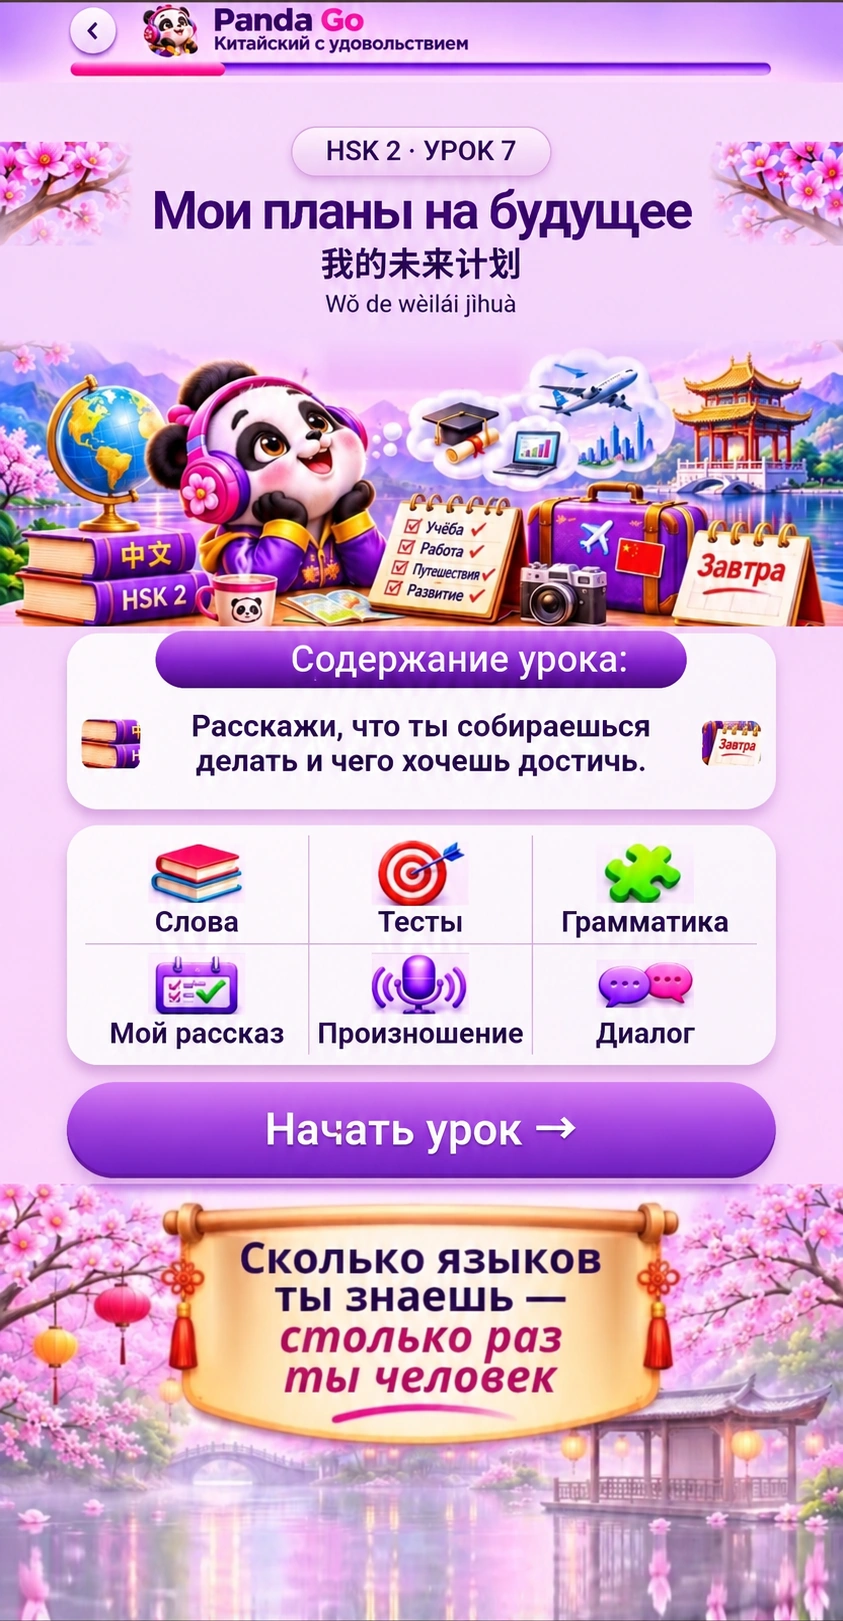 Panda Go
Китайский с удовольствием
HSK 2 · УРОК 7
Мои планы на будущее
我的未来计划
Wǒ de wèilái jìhuà
中文
HSK 2
Учёба
Работа
Путешествия
Развитие
Завтра
Содержание урока:
Расскажи, что ты собираешься
делать и чего хочешь достичь.
Завтра
Слова
Тесты
Грамматика
Мой рассказ
Произношение
Диалог
Начать урок →
Сколько языков
ты знаешь —
столько раз
ты человек